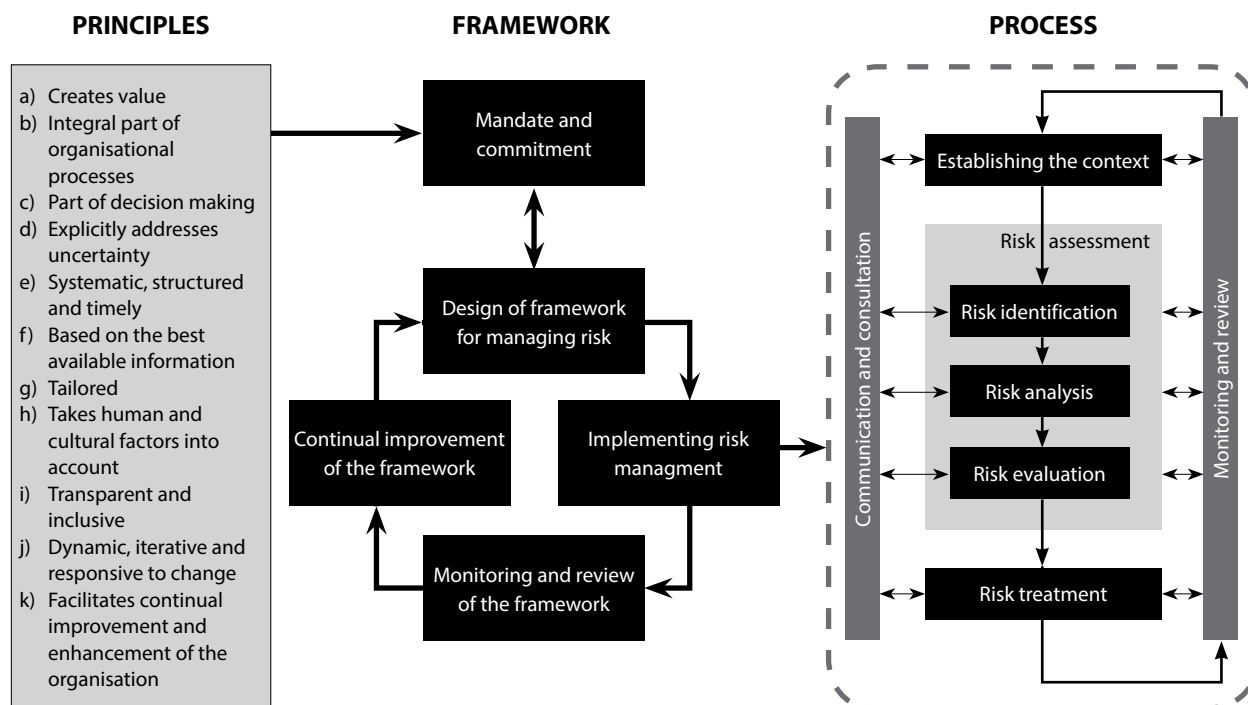 PRINCIPLES
a) Creates value
b) Integral part of
organisational
processes
c) Part of decision making
d) Explicitly addresses
uncertainty
e) Systematic, structured
and timely
f) Based on the best
available information
g) Tailored
h) Takes human and
cultural factors into
account
i) Transparent and
inclusive
j) Dynamic, iterative and
responsive to change
k) Facilitates continual
improvement and
enhancement of the
organisation
FRAMEWORK
Mandate and
commitment
Design of framework
for managing risk
Continual improvement
of the framework
Implementing risk
managment
Monitoring and review
of the framework
PROCESS
Communication and consultation
Establishing the context
Risk assessment
Risk identification
Risk analysis
Risk evaluation
Risk treatment
Monitoring and review